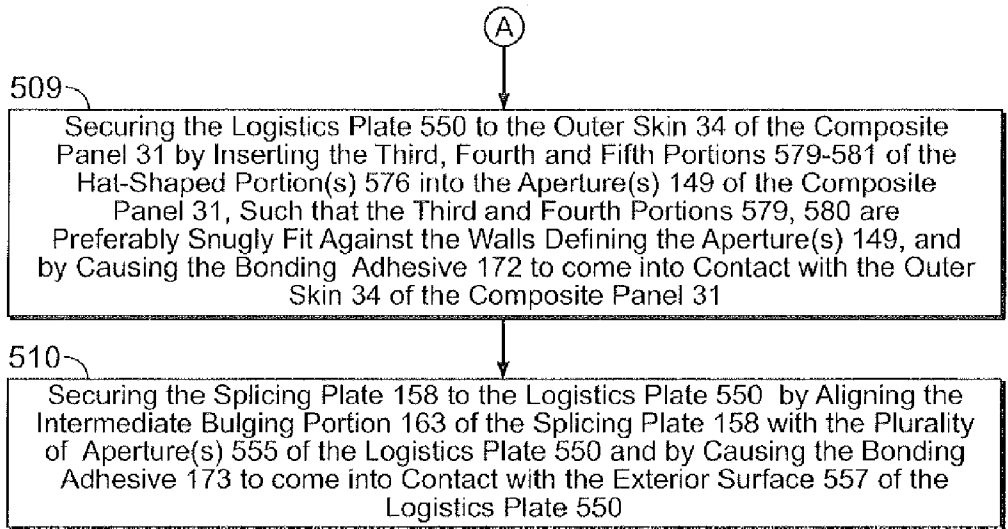 A
509
Securing the Logistics Plate 550 to the Outer Skin 34 of the Composite
Panel 31 by Inserting the Third, Fourth and Fifth Portions 579-581 of the
Hat-Shaped Portion(s) 576 into the Aperture(s) 149 of the Composite
Panel 31, Such that the Third and Fourth Portions 579, 580 are
Preferably Snugly Fit Against the Walls Defining the Aperture(s) 149, and
by Causing the Bonding Adhesive 172 to come into Contact with the Outer
Skin 34 of the Composite Panel 31
510
Securing the Splicing Plate 158 to the Logistics Plate 550 by Aligning the
Intermediate Bulging Portion 163 of the Splicing Plate 158 with the Plurality
of Aperture(s) 555 of the Logistics Plate 550 and by Causing the Bonding
Adhesive 173 to come into Contact with the Exterior Surface 557 of the
Logistics Plate 550